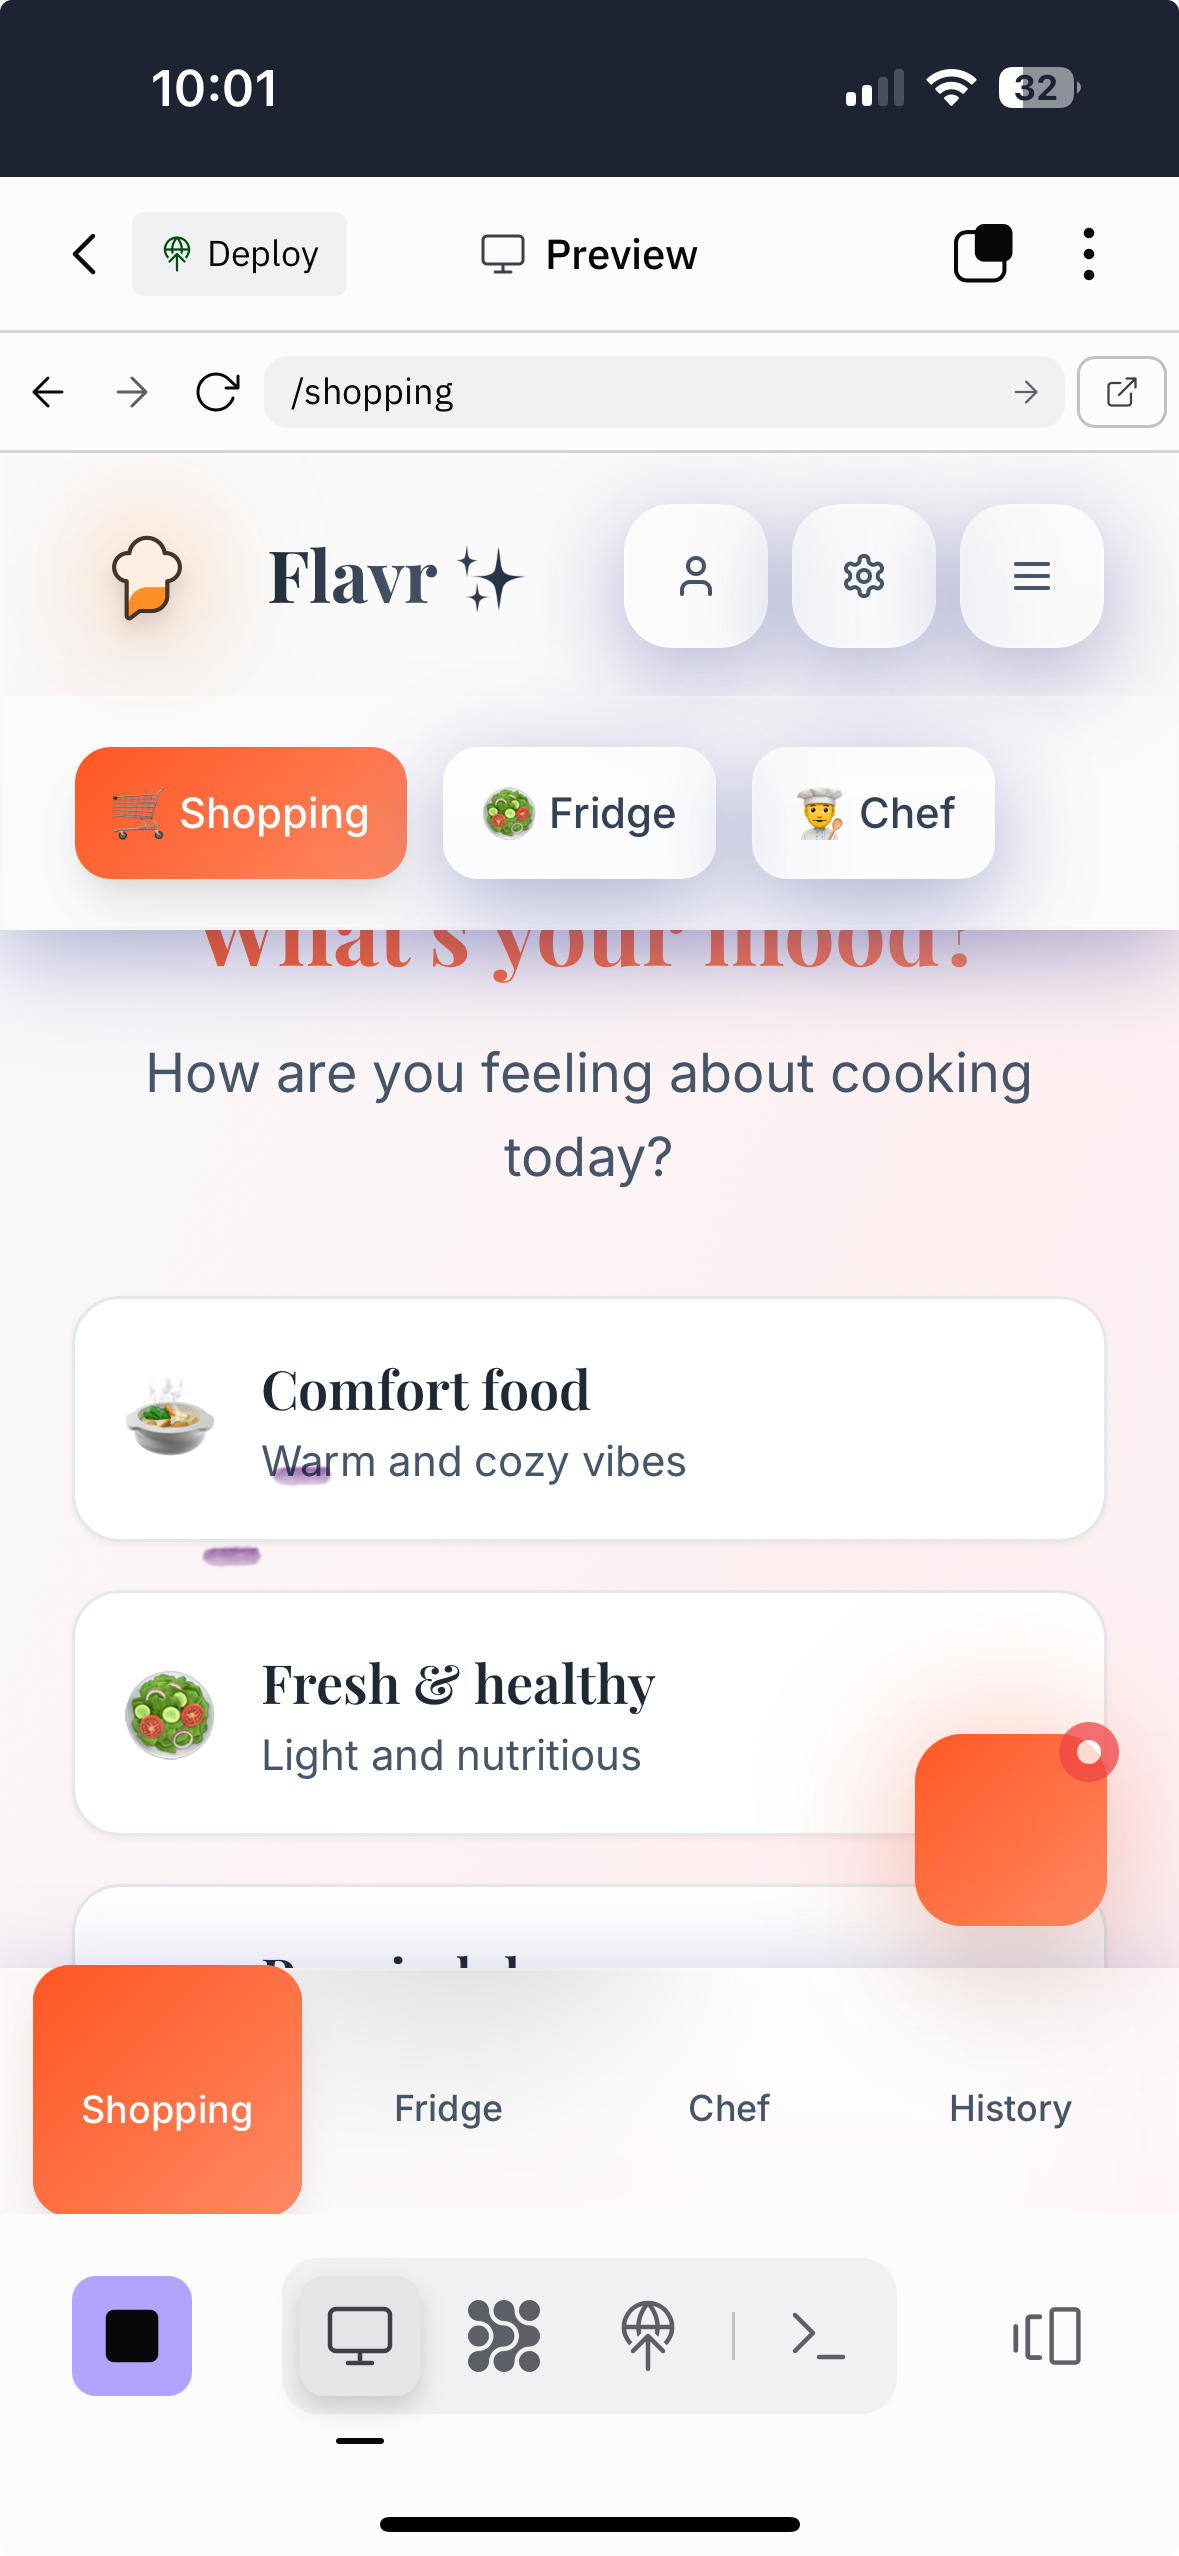 10:01
32
Deploy
Preview
/shopping
Flavr
Shopping
Fridge
Chef
What's your mood?
How are you feeling about cooking
today?
Comfort food
Warm and cozy vibes
Fresh & healthy
Light and nutritious
Shopping
Fridge
Chef
History